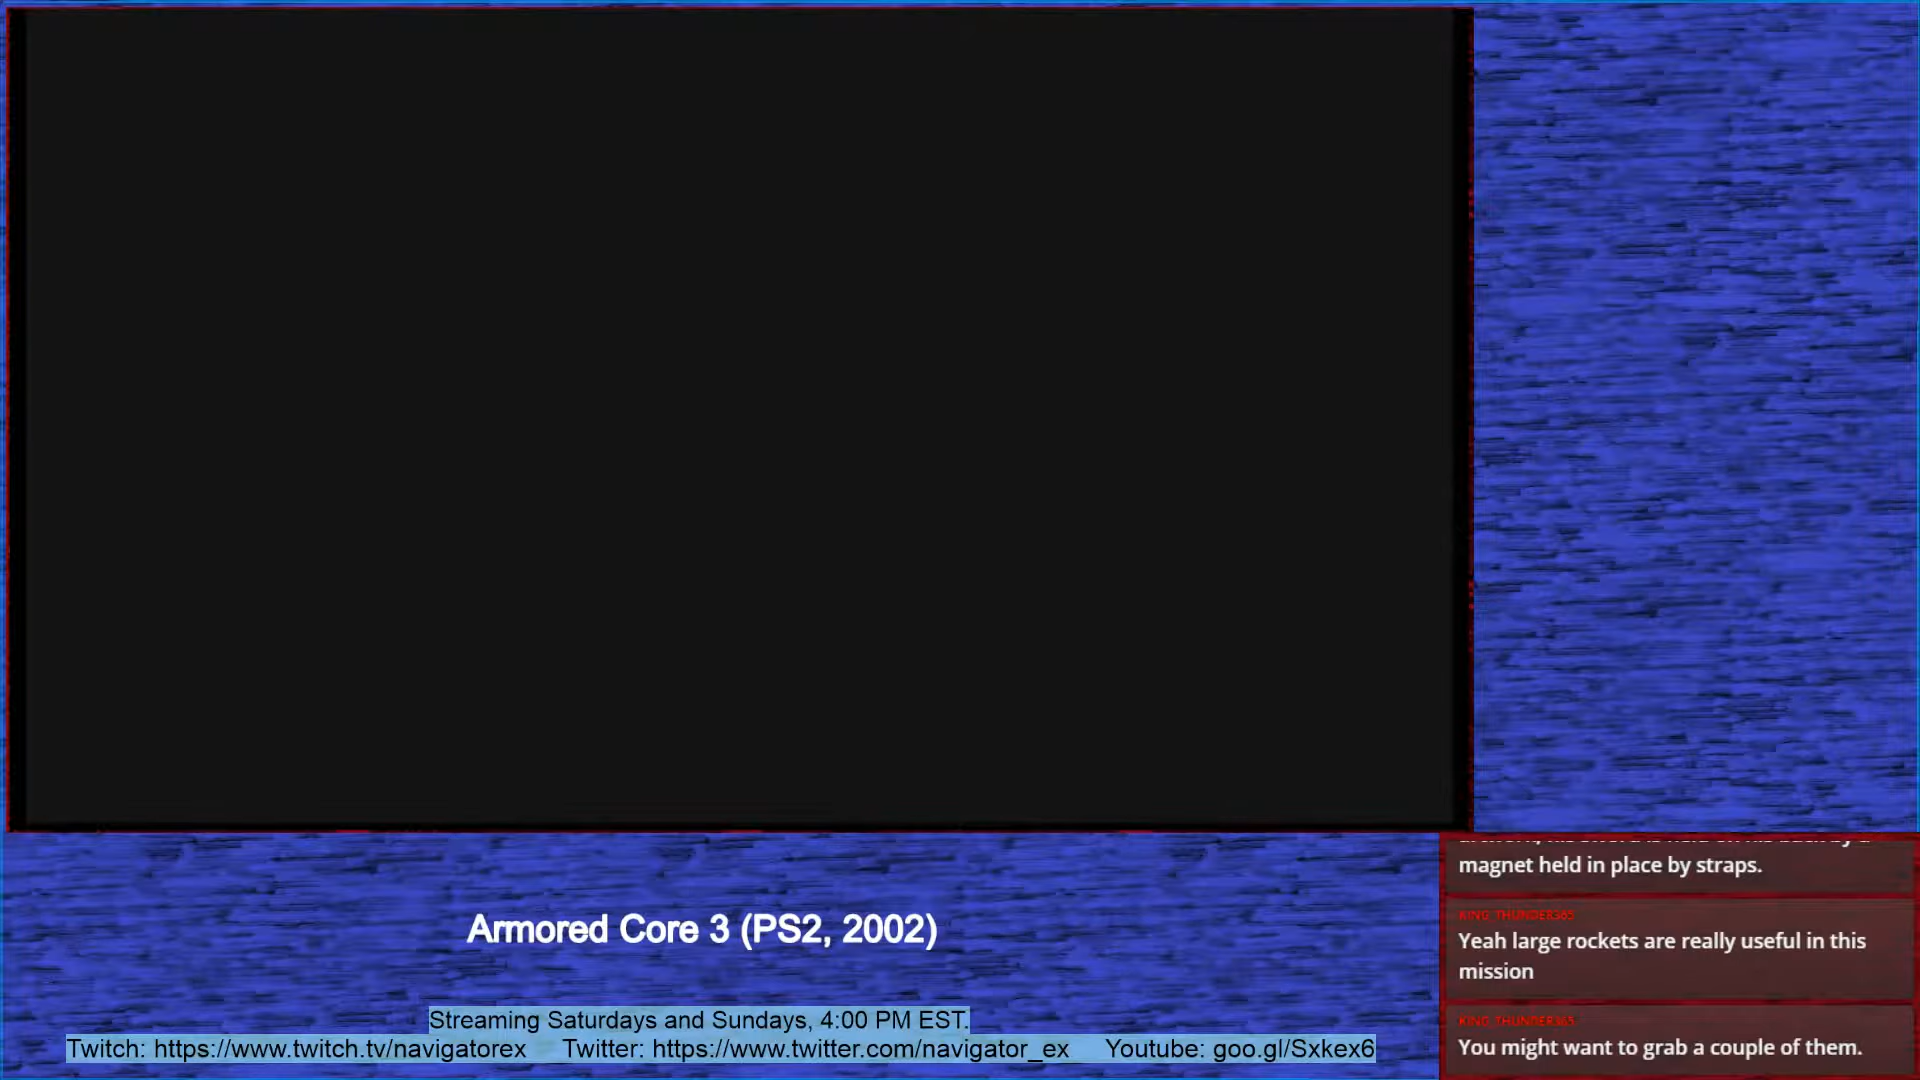 Armored Core 3 (PS2, 2002)
Streaming Saturdays and Sundays, 4:00 PM EST.
Twitch: https://www.twitch.tv/navigatorex Twitter: https://www.twitter.com/navigator_ex Youtube: goo.gl/Sxkex6
magnet held in place by straps.
KING_THUNDER365
Yeah large rockets are really useful in this
mission
KING_THUNDER365
You might want to grab a couple of them.